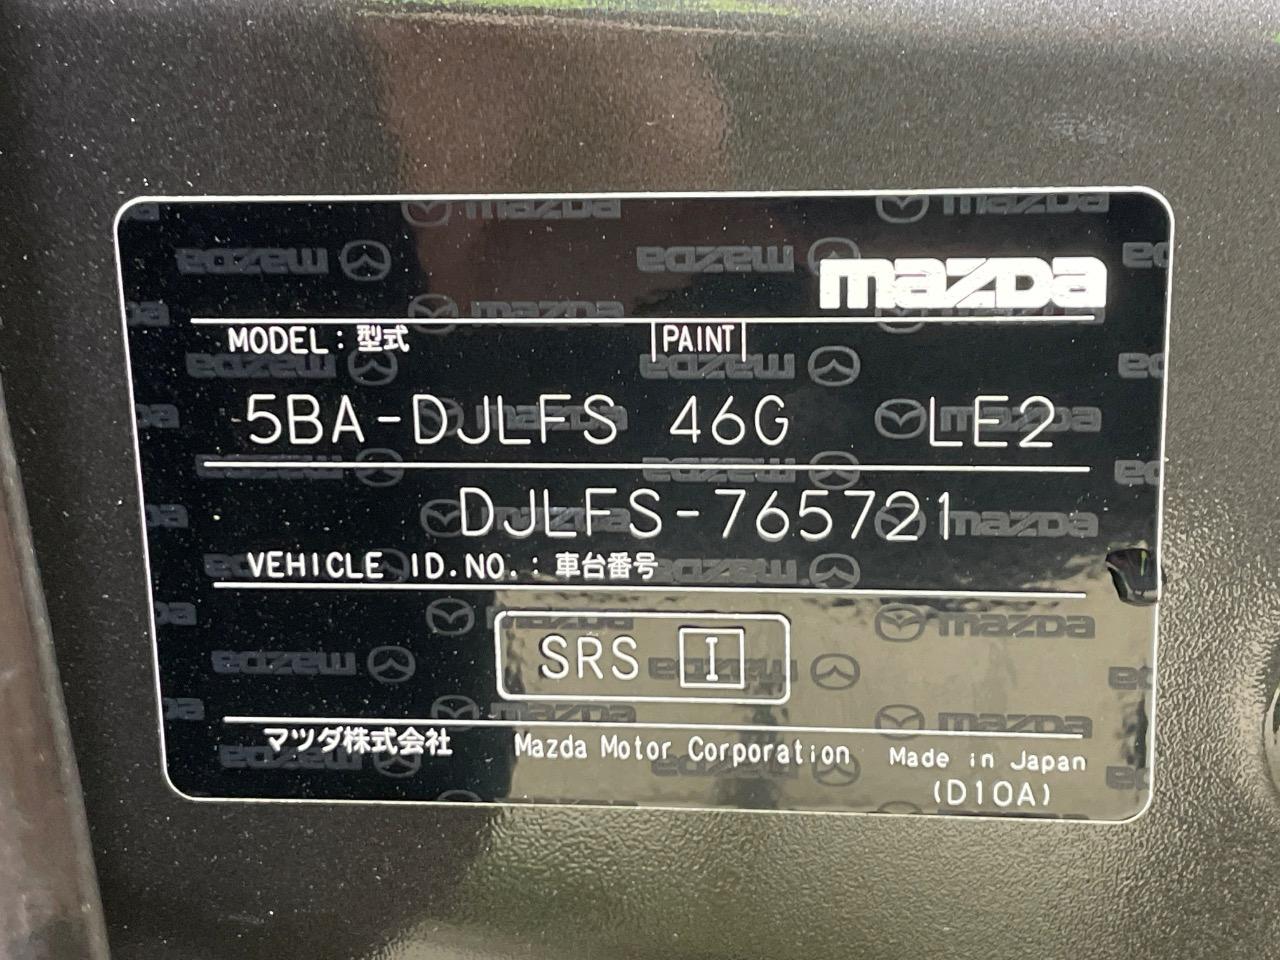 mazda
MODEL : 型式 PAINT
5BA-DJLFS 46G LE2
DJLFS-765721
VEHICLE ID.NO. : 車台番号
SRS I
マツダ株式会社 Mazda Motor Corporation Made in Japan
(D10A)